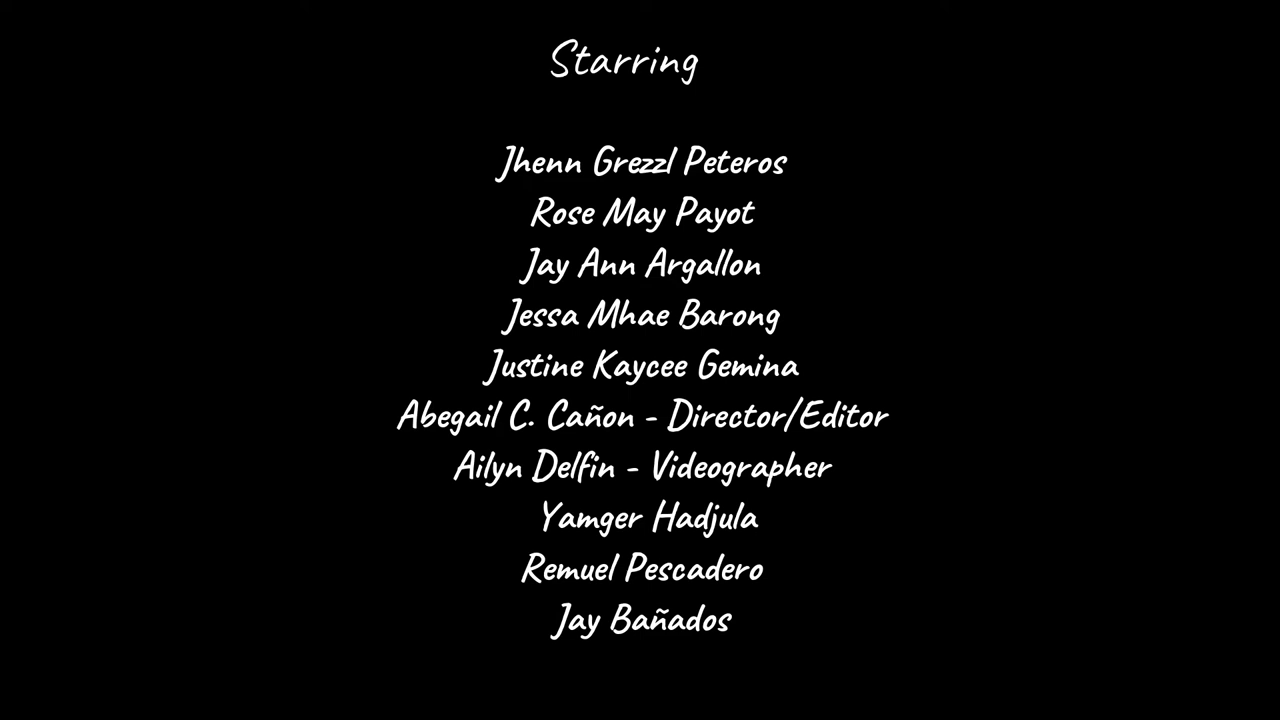 Starring
Jhenn Grezzl Peteros
Rose May Payot
Jay Ann Argallon
Jessa Mhae Barong
Justine Kaycee Gemina
Abegail C. Cañon - Director/Editor
Ailyn Delfin - Videographer
Yamger Hadjula
Remuel Pescadero
Jay Bañados